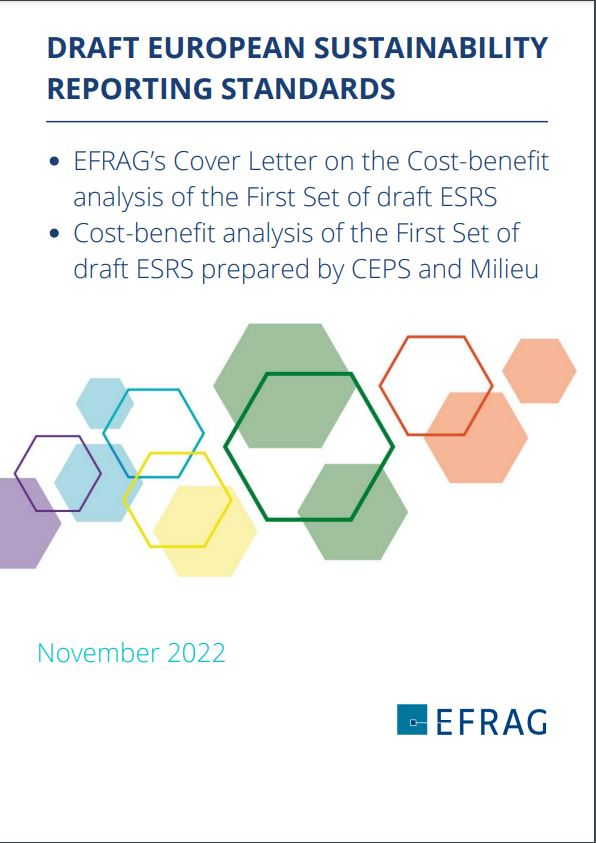 DRAFT EUROPEAN SUSTAINABILITY
REPORTING STANDARDS
• EFRAG's Cover Letter on the Cost-benefit
analysis of the First Set of draft ESRS
• Cost-benefit analysis of the First Set of
draft ESRS prepared by CEPS and Milieu
November 2022
EFRAG